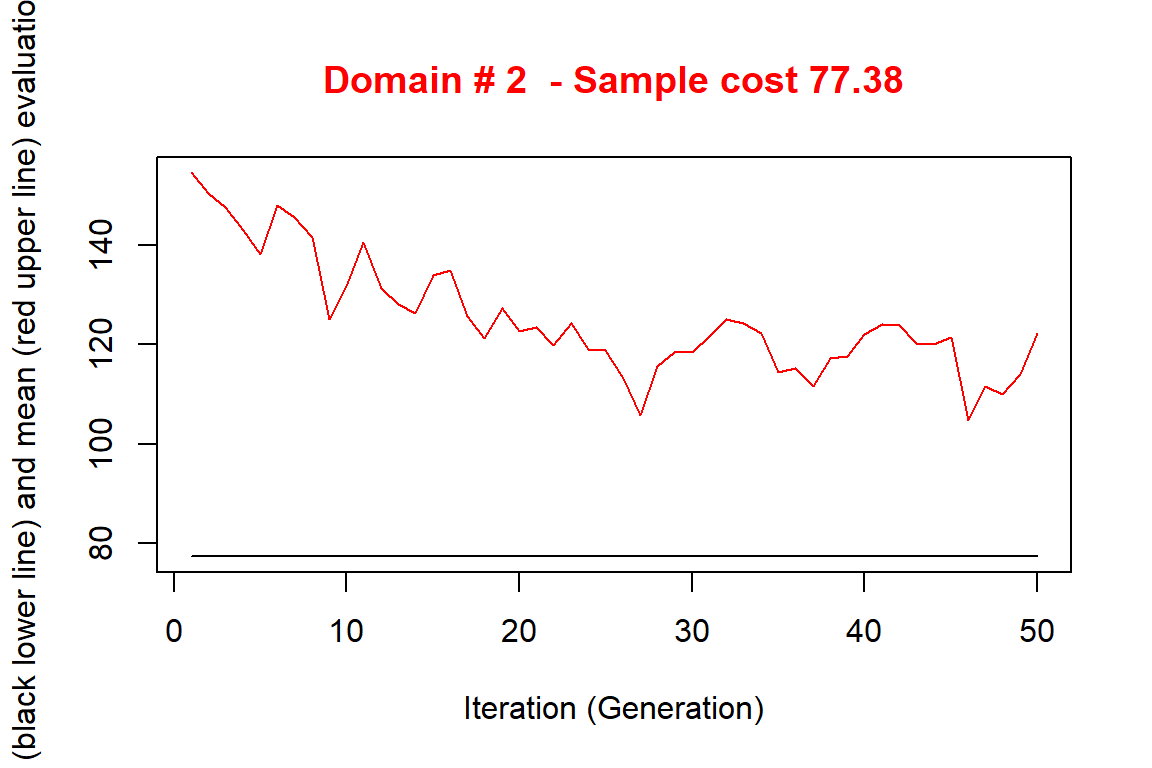 Domain # 2  - Sample cost 77.38
(black lower line) and mean (red upper line) evaluatio
140
120
100
80
0 10 20 30 40 50
Iteration (Generation)